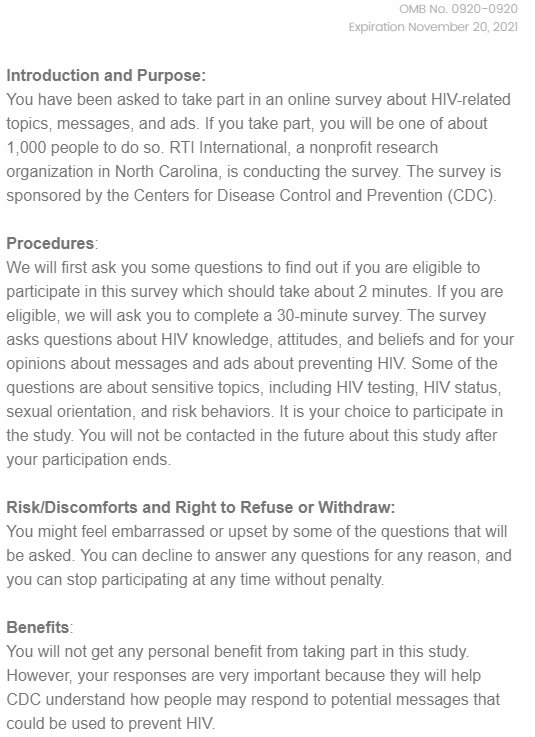 OMB No. 0920-0920
Expiration November 20, 2021
Introduction and Purpose:
You have been asked to take part in an online survey about HIV-related
topics, messages, and ads. If you take part, you will be one of about
1,000 people to do so. RTI International, a nonprofit research
organization in North Carolina, is conducting the survey. The survey is
sponsored by the Centers for Disease Control and Prevention (CDC).
Procedures:
We will first ask you some questions to find out if you are eligible to
participate in this survey which should take about 2 minutes. If you are
eligible, we will ask you to complete a 30-minute survey. The survey
asks questions about HIV knowledge, attitudes, and beliefs and for your
opinions about messages and ads about preventing HIV. Some of the
questions are about sensitive topics, including HIV testing, HIV status,
sexual orientation, and risk behaviors. It is your choice to participate in
the study. You will not be contacted in the future about this study after
your participation ends.
Risk/Discomforts and Right to Refuse or Withdraw:
You might feel embarrassed or upset by some of the questions that will
be asked. You can decline to answer any questions for any reason, and
you can stop participating at any time without penalty.
Benefits:
You will not get any personal benefit from taking part in this study.
However, your responses are very important because they will help
CDC understand how people may respond to potential messages that
could be used to prevent HIV.